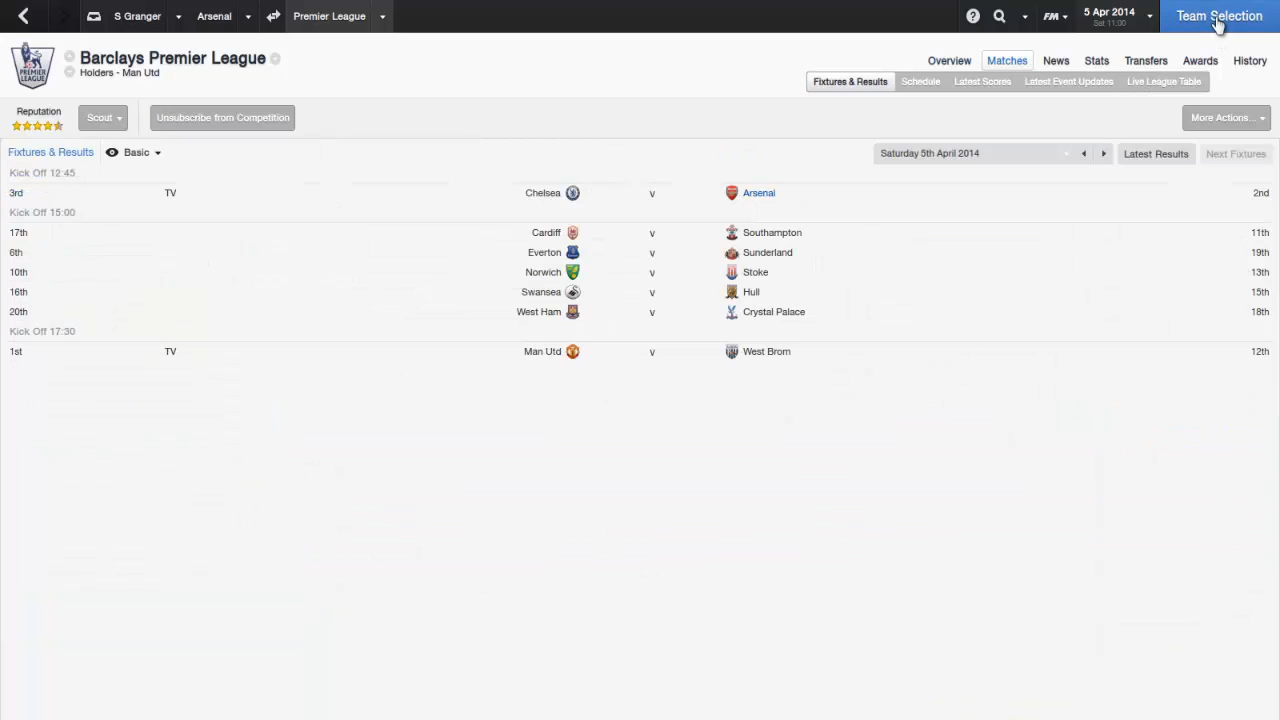 S Granger Arsenal Premier League FM 5 Apr 2014 Sat 11:00 Team Selection
Barclays Premier League
Holders - Man Utd
Overview Matches News Stats Transfers Awards History
Fixtures & Results Schedule Latest Scores Latest Event Updates Live League Table
Reputation
Scout Unsubscribe from Competition More Actions...
Fixtures & Results Basic Saturday 5th April 2014 Latest Results Next Fixtures
Kick Off 12:45
3rd TV Chelsea v Arsenal 2nd
Kick Off 15:00
17th Cardiff v Southampton 11th
6th Everton v Sunderland 19th
10th Norwich v Stoke 13th
16th Swansea v Hull 15th
20th West Ham v Crystal Palace 18th
Kick Off 17:30
1st TV Man Utd v West Brom 12th